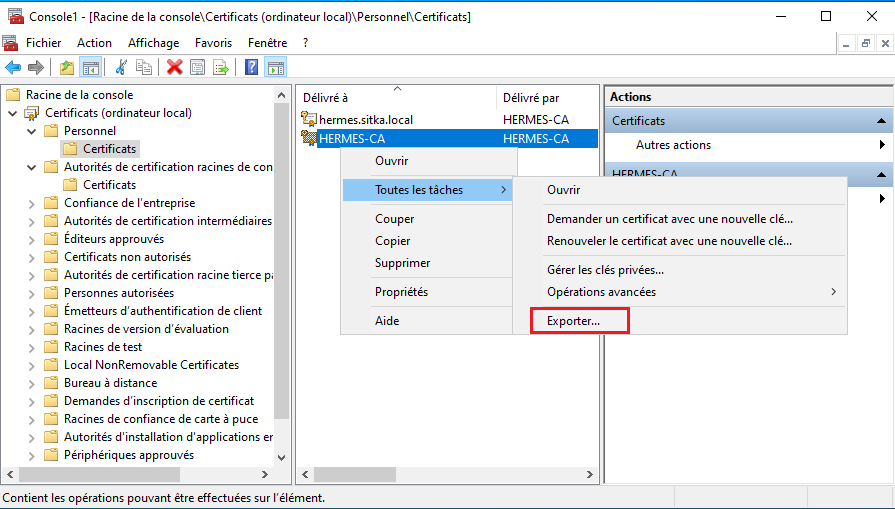 Console1 - [Racine de la console\Certificats (ordinateur local)\Personnel\Certificats]
Fichier Action Affichage Favoris Fenêtre ?
Racine de la console
Certificats (ordinateur local)
Personnel
Certificats
Autorités de certification racines de con
Certificats
Confiance de l'entreprise
Autorités de certification intermédiaires
Éditeurs approuvés
Certificats non autorisés
Autorités de certification racine tierce pa
Personnes autorisées
Émetteurs d'authentification de client
Racines de version d'évaluation
Racines de test
Local NonRemovable Certificates
Bureau à distance
Demandes d'inscription de certificat
Racines de confiance de carte à puce
Autorités d'installation d'applications er
Périphériques approuvés
Délivré à Délivré par
hermes.sitka.local HERMES-CA
HERMES-CA HERMES-CA
Ouvrir
Toutes les tâches
Couper
Copier
Supprimer
Propriétés
Aide
Ouvrir
Demander un certificat avec une nouvelle clé...
Renouveler le certificat avec une nouvelle clé...
Gérer les clés privées...
Opérations avancées
Exporter...
Actions
Certificats
Autres actions
HERMES-CA
Contient les opérations pouvant être effectuées sur l'élément.